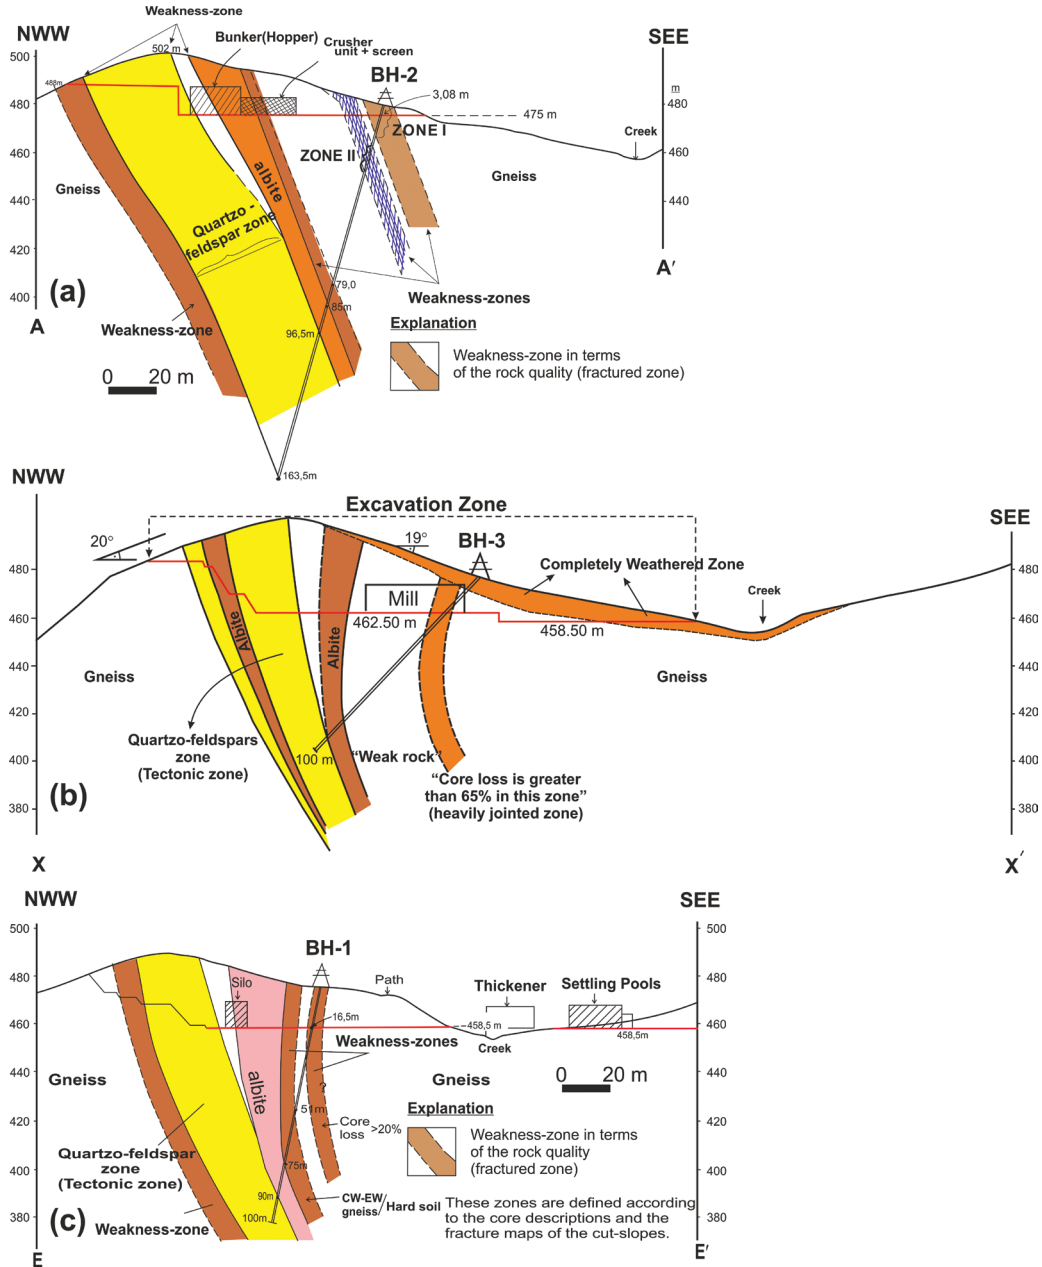 Weakness-zone
NWW
SEE
500
502 m
Bunker(Hopper)
Crusher
unit + screen
BH-2
488m
3,08 m
m
480
480
475 m
ZONE I
Creek
460
ZONE II
460
Gneiss
albite
Gneiss
440
440
Quartzo -
feldspar zone
420
(a)
79,0
A'
400
85m
Weakness-zones
A
Weakness-zone
96,5m
Explanation
0 20 m
Weakness-zone in terms
of the rock quality (fractured zone)
163,5m
NWW
Excavation Zone
SEE
20°
19°
BH-3
480
Completely Weathered Zone
480
Mill
Creek
460
462.50 m
458.50 m
460
Albite
Albite
440
Gneiss
Gneiss
440
420
420
Quartzo-feldspars
zone
(Tectonic zone)
100 m
"Weak rock"
400
400
(b)
"Core loss is greater
than 65% in this zone"
(heavily jointed zone)
380
380
X
X′
NWW
SEE
500
500
BH-1
480
Silo
Path
Thickener
Settling Pools
480
16,5m
460
458,5 m
460
Creek
458,5m
Weakness-zones
440
Gneiss
albite
Gneiss
0 20 m
440
?
51m
Explanation
420
Core
loss >20%
420
Weakness-zone in terms
of the rock quality
(fractured zone)
Quartzo-feldspar
zone
(Tectonic zone)
75m
400
400
90m
CW-EW
gneiss/Hard soil
These zones are defined according
to the core descriptions and the
fracture maps of the cut-slopes.
380
(c)
Weakness-zone
100m
380
E
E'